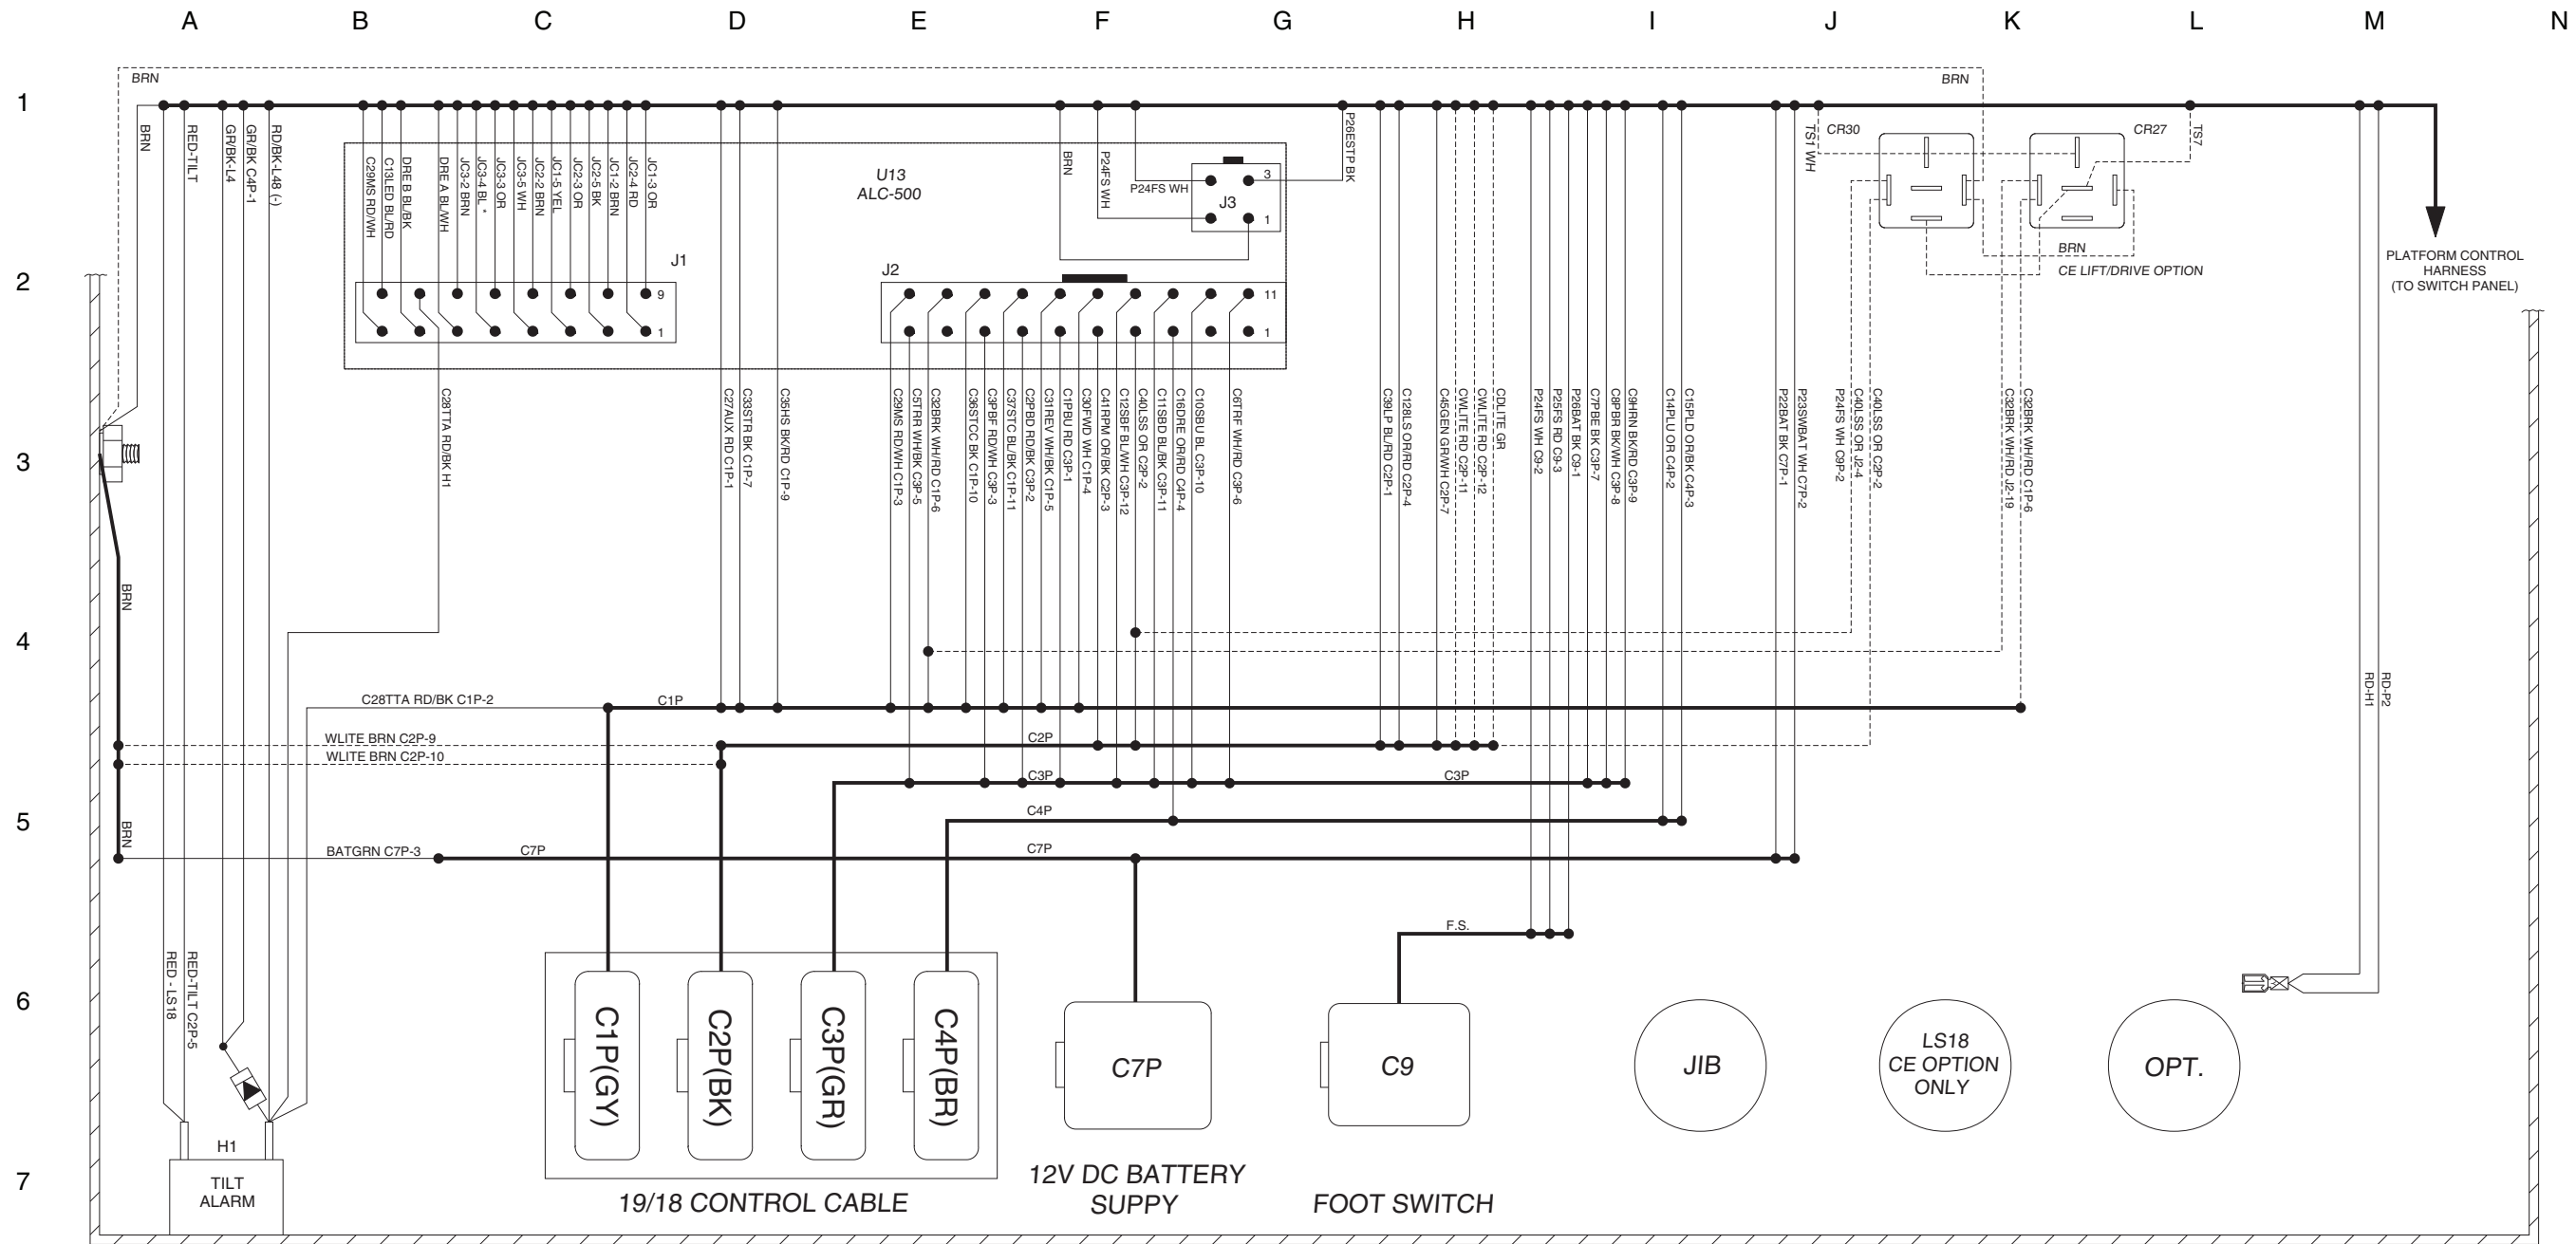 A B C D E F G H I J K L M N
1
2
3
4
5
6
7
BRN
BRN
BRN
RED-TILT
GR/BK-L4
GR/BK C4P-1
RD/BK-L48 (-)
C29MS RD/WH
C13LED BL/RD
DRE B BL/BK
DRE A BL/WH
JC3-2 BRN
JC3-4 BL *
JC3-3 OR
JC3-5 WH
JC2-2 BRN
JC1-5 YEL
JC2-3 OR
JC2-5 BK
JC1-2 BRN
JC2-4 RD
JC1-3 OR
J1
9
1
U13
ALC-500
BRN
P24FS WH
P24FS WH
P26ESTP BK
3
J3
1
J2
11
1
TS1 WH
CR30
CR27
TS7
BRN
CE LIFT/DRIVE OPTION
PLATFORM CONTROL
HARNESS
(TO SWITCH PANEL)
C28TTA RD/BK H1
C27AUX RD C1P-1
C33STR BK C1P-7
C35HS BK/RD C1P-9
C29MS RD/WH C1P-3
C5TRR WH/BK C3P-5
C32BRK WH/RD C1P-6
C36STCC BK C1P-10
C3PBF RD/WH C3P-3
C37STC BL/BK C1P-11
C2PBD RD/BK C3P-2
C31REV WH/BK C1P-5
C1PBU RD C3P-1
C30FWD WH C1P-4
C41RPM OR/BK C2P-3
C12SBF BL/WH C3P-12
C40LSS OR C2P-2
C11SBD BL/BK C3P-11
C16DRE OR/RD C4P-4
C10SBU BL C3P-10
C6TRF WH/RD C3P-6
C39LP BL/RD C2P-1
C128LS OR/RD C2P-4
C45GEN GR/WH C2P-7
CWLITE RD C2P-11
CWLITE RD C2P-12
CDLITE GR
P24FS WH C9-2
P25FS RD C9-3
P26BAT BK C9-1
C7PBE BK C3P-7
C8PBR BK/WH C3P-8
C9HRN BK/RD C3P-9
C14PLU OR C4P-2
C15PLD OR/BK C4P-3
P22BAT BK C7P-1
P23SWBAT WH C7P-2
P24FS WH C9P-2
C40LSS OR J2-4
C40LSS OR C2P-2
C32BRK WH/RD J2-19
C32BRK WH/RD C1P-6
BRN
RD-H1
RD-P2
C28TTA RD/BK C1P-2
C1P
WLITE BRN C2P-9
C2P
WLITE BRN C2P-10
C3P
C3P
C4P
BRN
BATGRN C7P-3
C7P
C7P
F.S.
RED - LS18
RED-TILT C2P-5
C1P(GY)
C2P(BK)
C3P(GR)
C4P(BR)
C7P
C9
JIB
LS18
CE OPTION
ONLY
OPT.
H1
TILT
ALARM
19/18 CONTROL CABLE
12V DC BATTERY
SUPPY
FOOT SWITCH